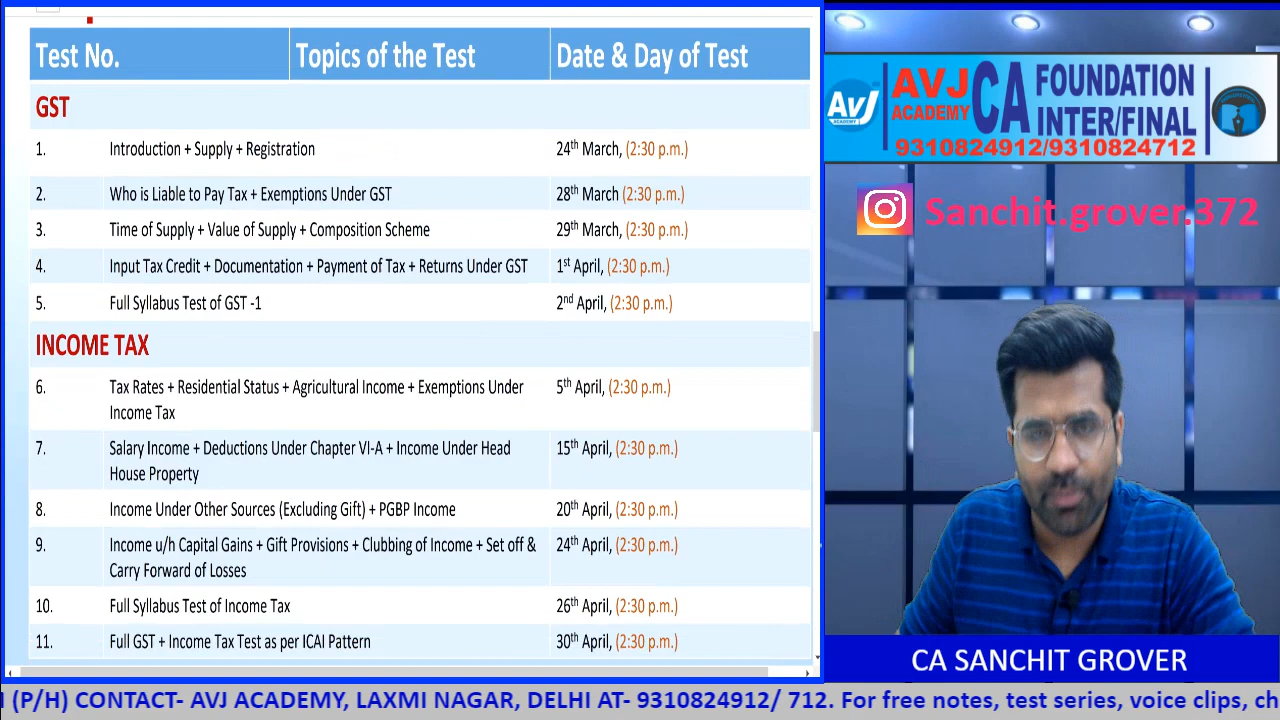 Test No. Topics of the Test Date & Day of Test
GST
1. Introduction + Supply + Registration 24th March, (2:30 p.m.)
2. Who is Liable to Pay Tax + Exemptions Under GST 28th March (2:30 p.m.)
3. Time of Supply + Value of Supply + Composition Scheme 29th March, (2:30 p.m.)
4. Input Tax Credit + Documentation + Payment of Tax + Returns Under GST 1st April, (2:30 p.m.)
5. Full Syllabus Test of GST -1 2nd April, (2:30 p.m.)
INCOME TAX
6. Tax Rates + Residential Status + Agricultural Income + Exemptions Under 5th April, (2:30 p.m.)
Income Tax
7. Salary Income + Deductions Under Chapter VI-A + Income Under Head 15th April, (2:30 p.m.)
House Property
8. Income Under Other Sources (Excluding Gift) + PGBP Income 20th April, (2:30 p.m.)
9. Income u/h Capital Gains + Gift Provisions + Clubbing of Income + Set off & 24th April, (2:30 p.m.)
Carry Forward of Losses
10. Full Syllabus Test of Income Tax 26th April, (2:30 p.m.)
11. Full GST + Income Tax Test as per ICAI Pattern 30th April, (2:30 p.m.)
AVJ
ACADEMY
AVJ
ACADEMY
CA
FOUNDATION
INTER/FINAL
9310824912/9310824712
Sanchit.grover.372
CA SANCHIT GROVER
(P/H) CONTACT- AVJ ACADEMY, LAXMI NAGAR, DELHI AT- 9310824912/ 712. For free notes, test series, voice clips, ch